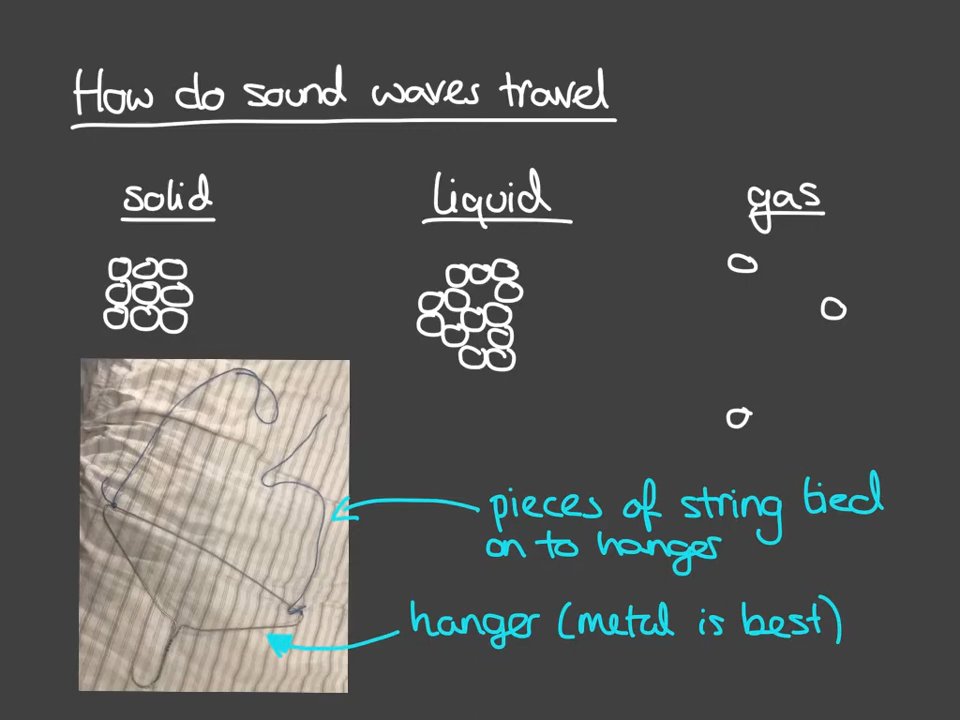 How do sound waves travel
solid
liquid
gas
pieces of string tied
on to hanger
hanger (metal is best)